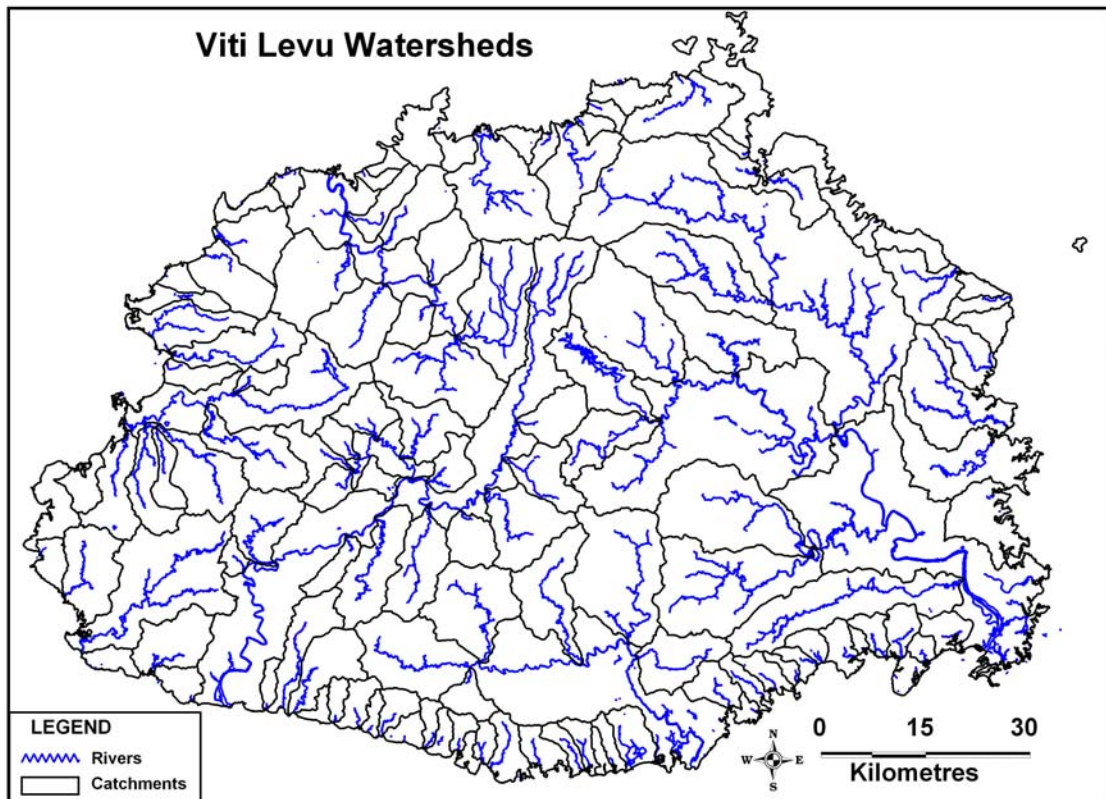 Viti Levu Watersheds
LEGEND
Rivers
Catchments
N
W E
S
0 15 30
Kilometres